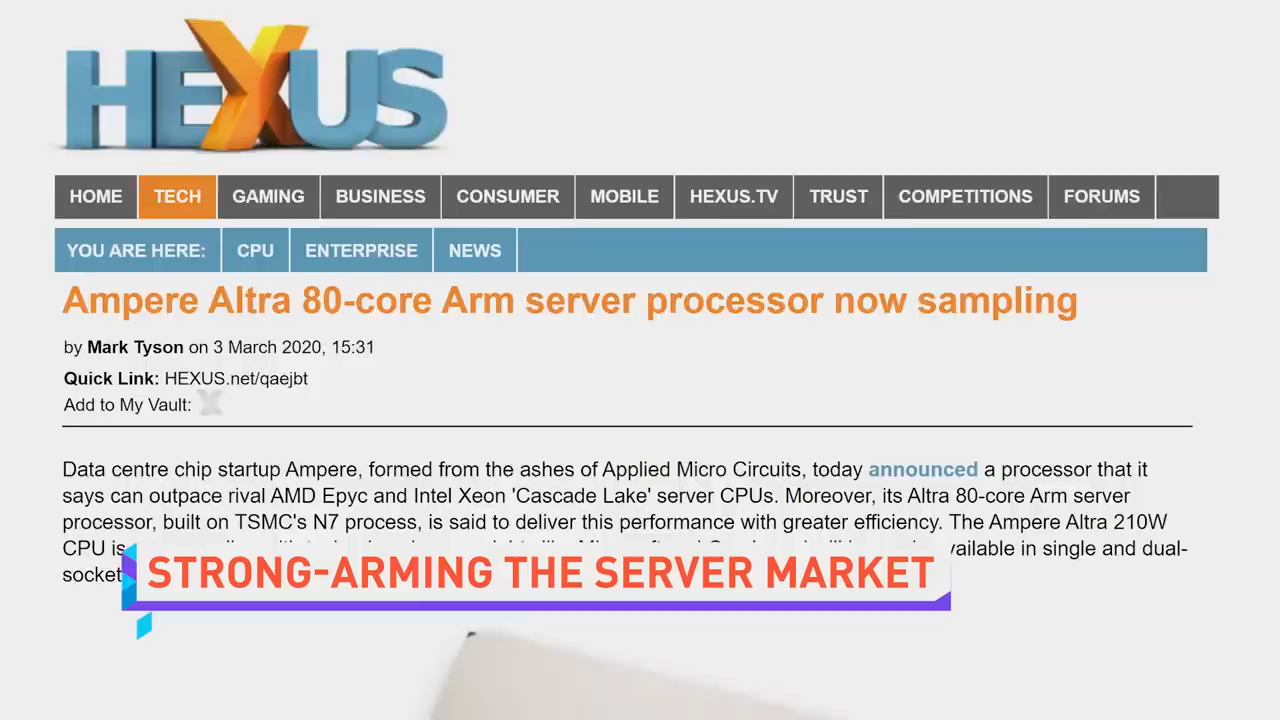 HEXUS
HOME TECH GAMING BUSINESS CONSUMER MOBILE HEXUS.TV TRUST COMPETITIONS FORUMS
YOU ARE HERE: CPU ENTERPRISE NEWS
Ampere Altra 80-core Arm server processor now sampling
by Mark Tyson on 3 March 2020, 15:31
Quick Link: HEXUS.net/qaejbt
Add to My Vault:
Data centre chip startup Ampere, formed from the ashes of Applied Micro Circuits, today announced a processor that it
says can outpace rival AMD Epyc and Intel Xeon 'Cascade Lake' server CPUs. Moreover, its Altra 80-core Arm server
processor, built on TSMC's N7 process, is said to deliver this performance with greater efficiency. The Ampere Altra 210W
CPU is available in single and dual-
socket
STRONG-ARMING THE SERVER MARKET